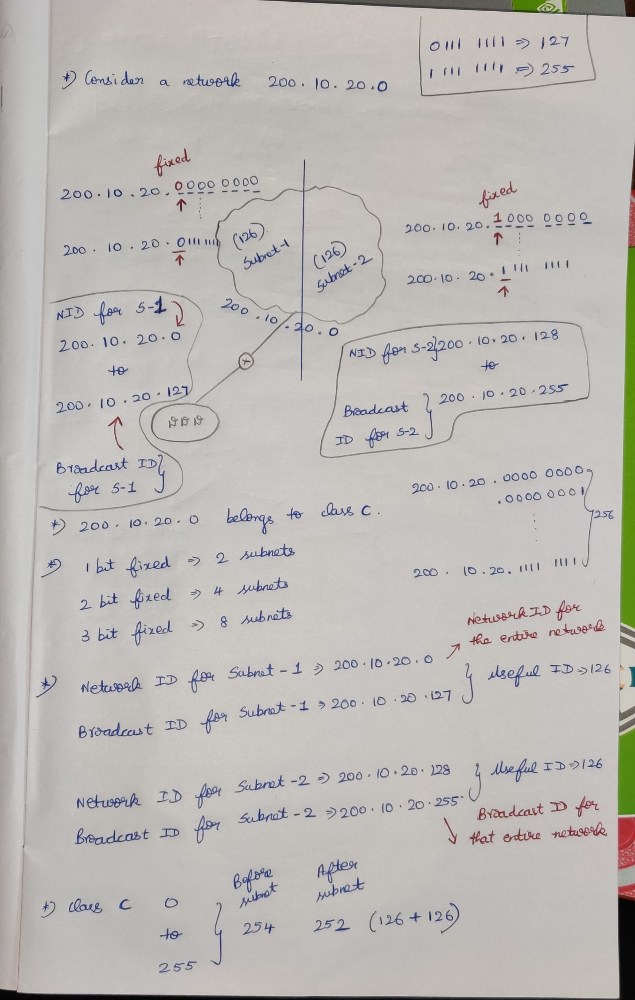 0111 1111 => 127
1111 1111 => 255
*) Consider a network 200.10.20.0
fixed
200.10.20.0000 0000
200.10.20.01111111
(126)
Subnet-1
(126)
Subnet-2
200.10.20.0
fixed
200.10.20.1000 0000
200.10.20.1111 1111
NID for S-1
200.10.20.0
to
200.10.20.127
Broadcast ID }
for S-1
NID for S-2} 200.10.20.128
to
Broadcast } 200.10.20.255
ID for S-2
200.10.20.0000 0000
.0000 0001
} 256
200.10.20.1111 1111
*) 200.10.20.0 belongs to class C.
*) 1 bit fixed => 2 subnets
2 bit fixed => 4 subnets
3 bit fixed => 8 subnets
Network ID for
the entire network
*) Network ID for Subnet-1 => 200.10.20.0
Broadcast ID for Subnet-1 => 200.10.20.127
} Useful ID => 126
Network ID for Subnet-2 => 200.10.20.128
Broadcast ID for Subnet-2 => 200.10.20.255
} Useful ID => 126
Broadcast ID for
that entire network
Before subnet
After subnet
*) Class C 0
to
255
} 254 252 (126 + 126)